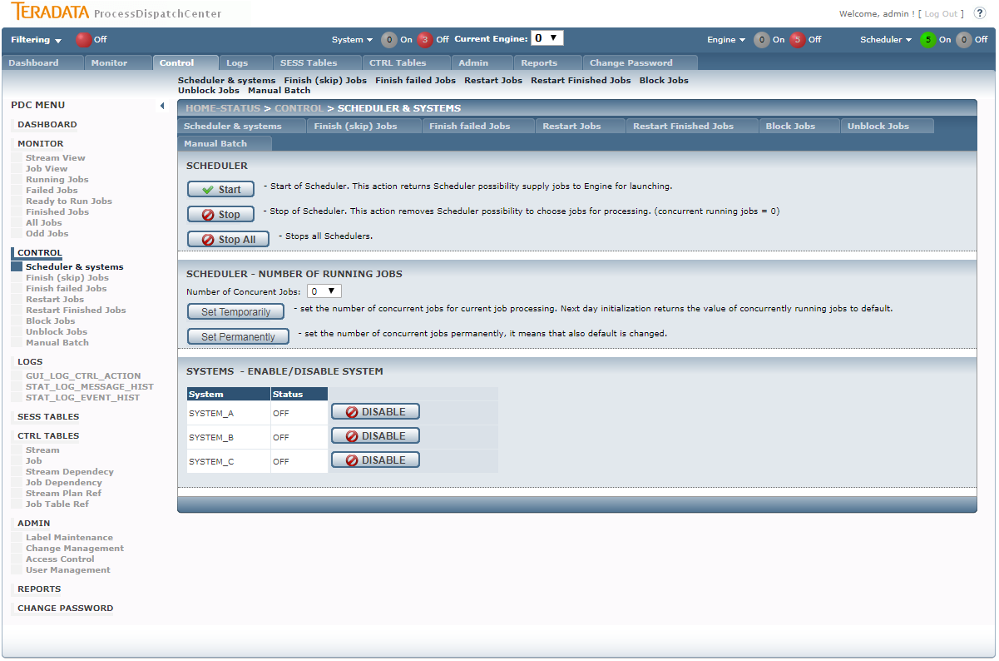 TERADATA ProcessDispatchCenter
Welcome, admin ! [ Log Out ] ?
Filtering Off System 0 On 3 Off Current Engine: 0 Engine 0 On 5 Off Scheduler 5 On 0 Off
Dashboard Monitor Control Logs SESS Tables CTRL Tables Admin Reports Change Password
Scheduler & systems Finish (skip) Jobs Finish failed Jobs Restart Jobs Restart Finished Jobs Block Jobs
Unblock Jobs Manual Batch
PDC MENU
DASHBOARD
MONITOR
Stream View
Job View
Running Jobs
Failed Jobs
Ready to Run Jobs
Finished Jobs
All Jobs
Odd Jobs
CONTROL
Scheduler & systems
Finish (skip) Jobs
Finish failed Jobs
Restart Jobs
Restart Finished Jobs
Block Jobs
Unblock Jobs
Manual Batch
LOGS
GUI_LOG_CTRL_ACTION
STAT_LOG_MESSAGE_HIST
STAT_LOG_EVENT_HIST
SESS TABLES
CTRL TABLES
Stream
Job
Stream Dependecy
Job Dependency
Stream Plan Ref
Job Table Ref
ADMIN
Label Maintenance
Change Management
Access Control
User Management
REPORTS
CHANGE PASSWORD
HOME-STATUS > CONTROL > SCHEDULER & SYSTEMS
Scheduler & systems Finish (skip) Jobs Finish failed Jobs Restart Jobs Restart Finished Jobs Block Jobs Unblock Jobs
Manual Batch
SCHEDULER
Start - Start of Scheduler. This action returns Scheduler possibility supply jobs to Engine for launching.
Stop - Stop of Scheduler. This action removes Scheduler possibility to choose jobs for processing. (concurrent running jobs = 0)
Stop All - Stops all Schedulers.
SCHEDULER - NUMBER OF RUNNING JOBS
Number of Concurent Jobs: 0
Set Temporarily - set the number of concurrent jobs for current job processing. Next day initialization returns the value of concurrently running jobs to default.
Set Permanently - set the number of concurrent jobs permanently, it means that also default is changed.
SYSTEMS - ENABLE/DISABLE SYSTEM
System Status
SYSTEM_A OFF DISABLE
SYSTEM_B OFF DISABLE
SYSTEM_C OFF DISABLE